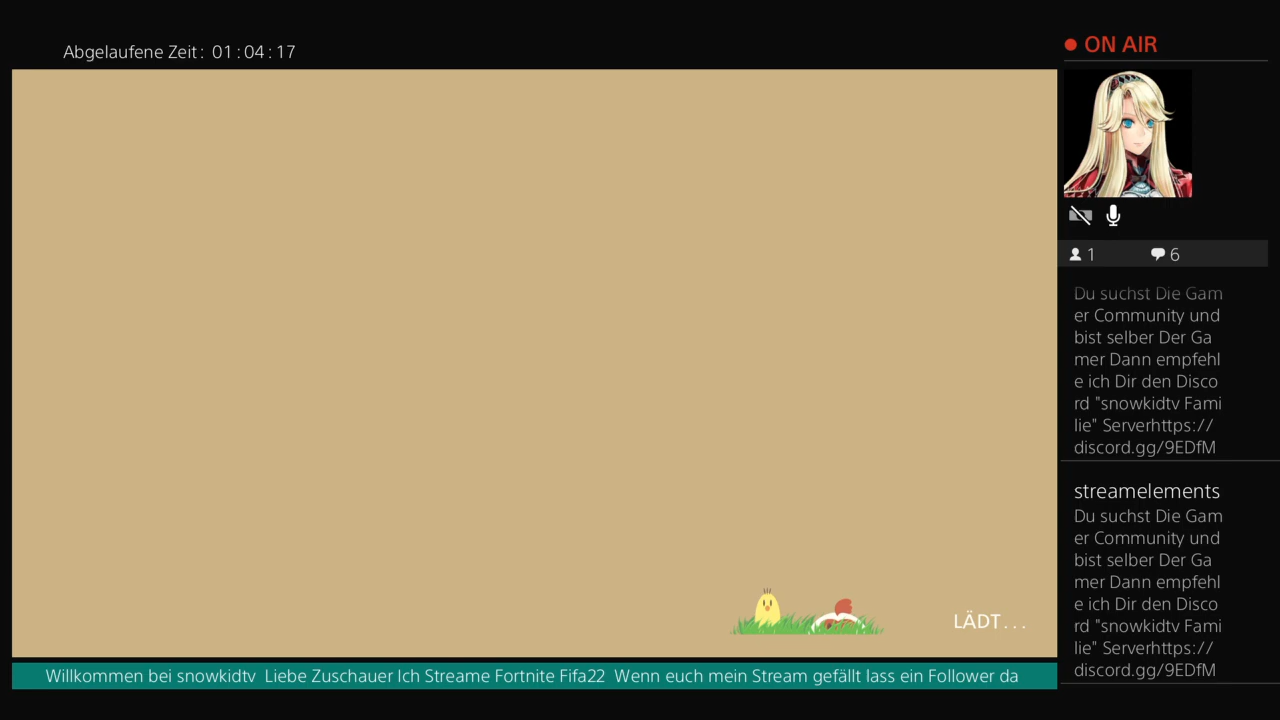 Abgelaufene Zeit: 01:04:17
ON AIR
1
6
Du suchst Die Gam
er Community und
bist selber Der Ga
mer Dann empfehl
e ich Dir den Disco
rd "snowkidtv Fami
lie" Serverhttps://
discord.gg/9EDfM
streamelements
Du suchst Die Gam
er Community und
bist selber Der Ga
mer Dann empfehl
e ich Dir den Disco
rd "snowkidtv Fami
lie" Serverhttps://
discord.gg/9EDfM
LÄDT...
Willkommen bei snowkidtv Liebe Zuschauer Ich Streame Fortnite Fifa22 Wenn euch mein Stream gefällt lass ein Follower da